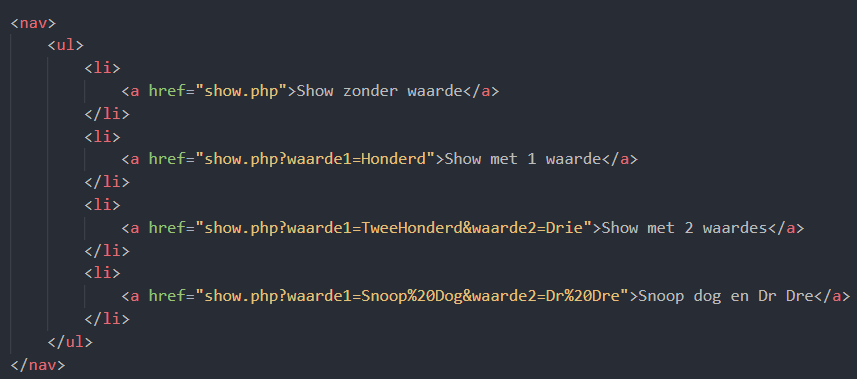 <nav>
    <ul>
        <li>
            <a href="show.php">Show zonder waarde</a>
        </li>
        <li>
            <a href="show.php?waarde1=Honderd">Show met 1 waarde</a>
        </li>
        <li>
            <a href="show.php?waarde1=TweeHonderd&waarde2=Drie">Show met 2 waardes</a>
        </li>
        <li>
            <a href="show.php?waarde1=Snoop%20Dog&waarde2=Dr%20Dre">Snoop dog en Dr Dre</a>
        </li>
    </ul>
</nav>